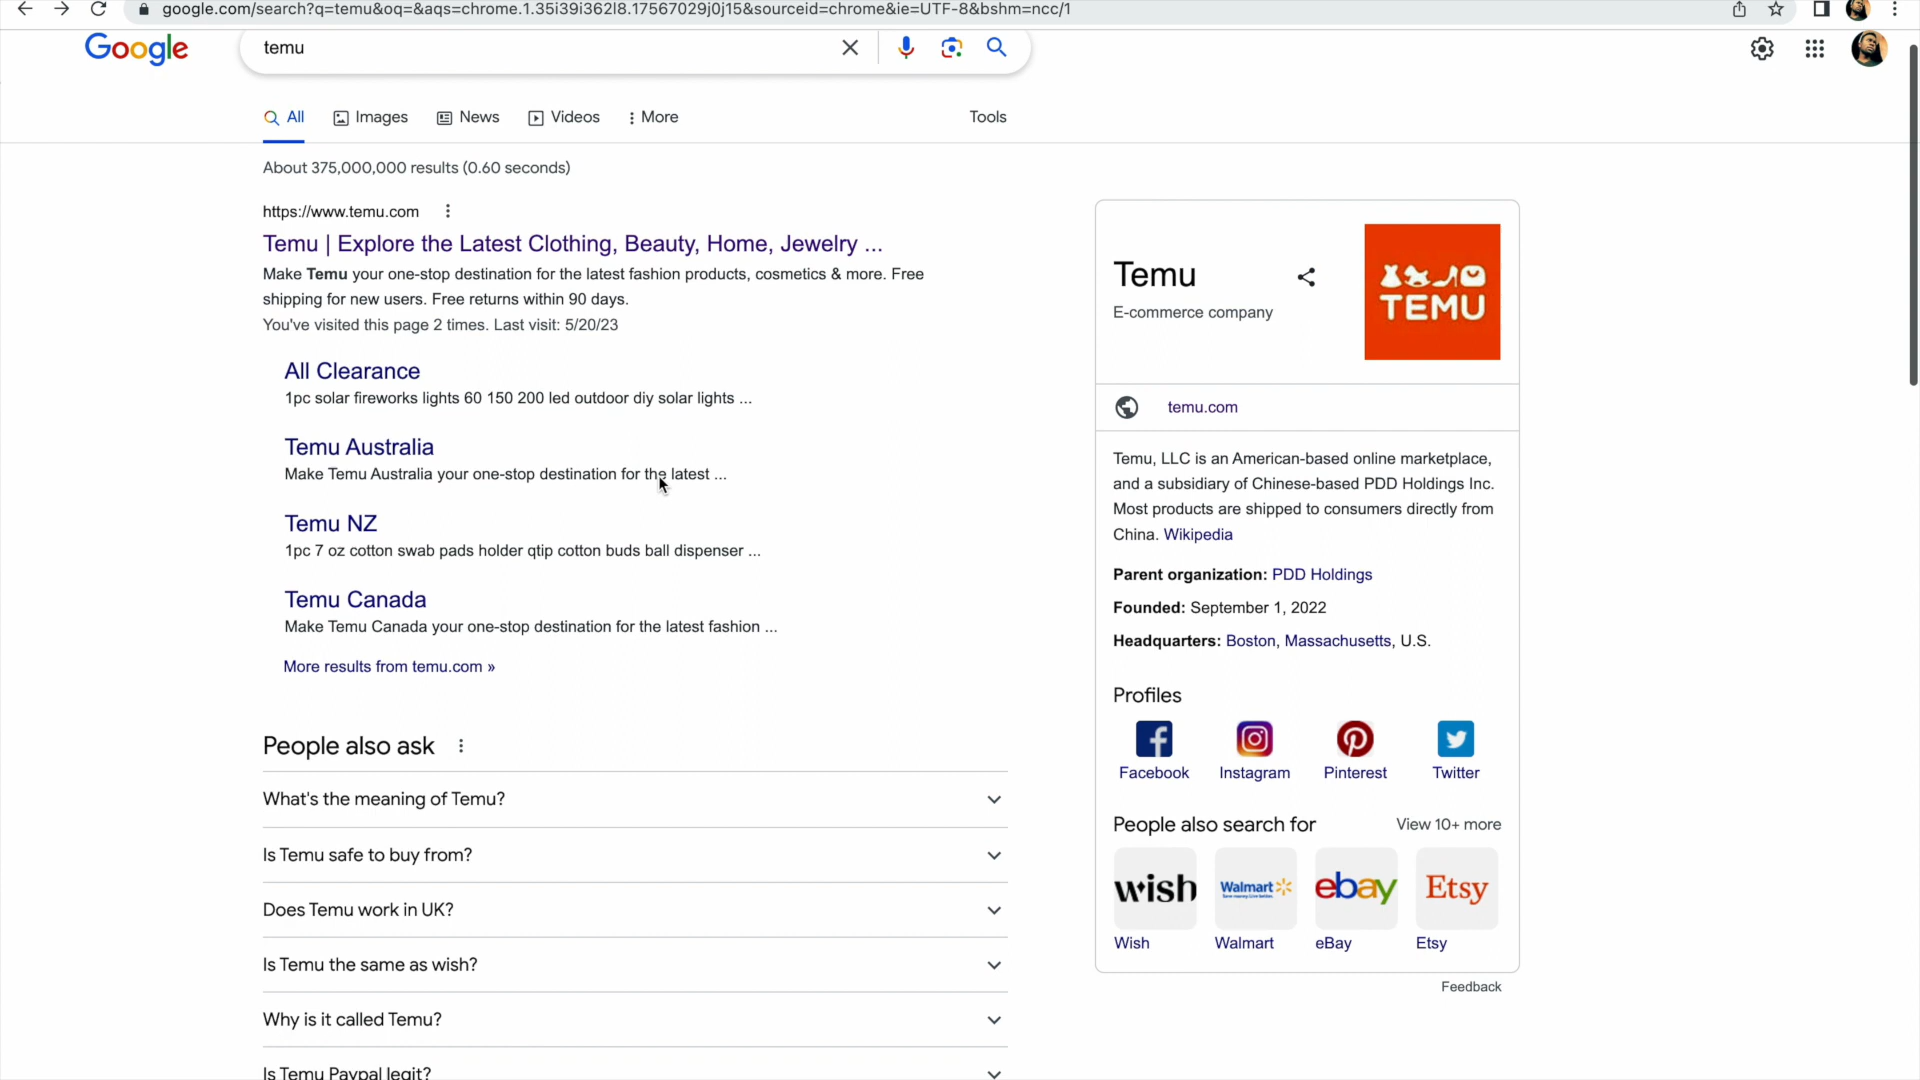 google.com/search?q=temu&oq=&aqs=chrome.1.35i39i362l8.17567029j0j15&sourceid=chrome&ie=UTF-8&bshm=ncc/1
Google
temu
All
Images
News
Videos
More
Tools
About 375,000,000 results (0.60 seconds)
https://www.temu.com
Temu | Explore the Latest Clothing, Beauty, Home, Jewelry ...
Make Temu your one-stop destination for the latest fashion products, cosmetics & more. Free
shipping for new users. Free returns within 90 days.
You've visited this page 2 times. Last visit: 5/20/23
All Clearance
1pc solar fireworks lights 60 150 200 led outdoor diy solar lights ...
Temu Australia
Make Temu Australia your one-stop destination for the latest ...
Temu NZ
1pc 7 oz cotton swab pads holder qtip cotton buds ball dispenser ...
Temu Canada
Make Temu Canada your one-stop destination for the latest fashion ...
More results from temu.com »
People also ask
What's the meaning of Temu?
Is Temu safe to buy from?
Does Temu work in UK?
Is Temu the same as wish?
Why is it called Temu?
Is Temu Paypal legit?
Temu
E-commerce company
TEMU
temu.com
Temu, LLC is an American-based online marketplace,
and a subsidiary of Chinese-based PDD Holdings Inc.
Most products are shipped to consumers directly from
China. Wikipedia
Parent organization: PDD Holdings
Founded: September 1, 2022
Headquarters: Boston, Massachusetts, U.S.
Profiles
Facebook
Instagram
Pinterest
Twitter
People also search for
View 10+ more
wish
Walmart
ebay
Etsy
Wish
Walmart
eBay
Etsy
Feedback